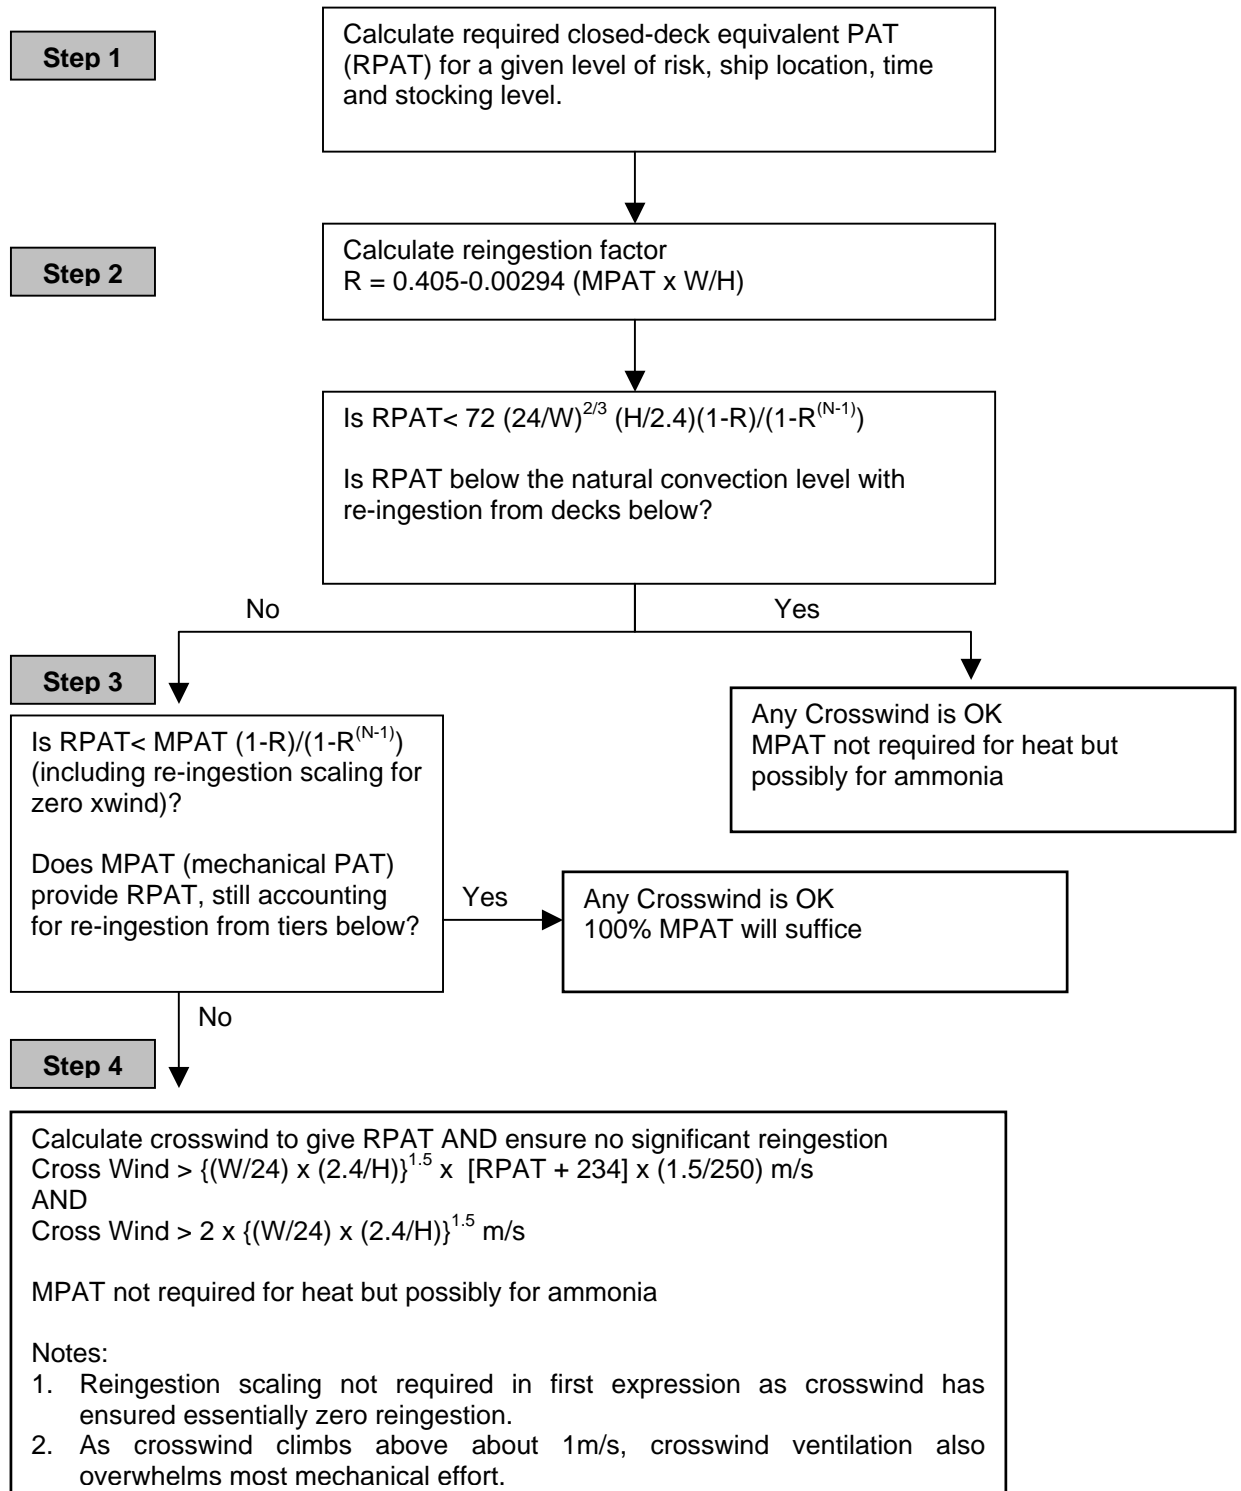 Step 1
Calculate required closed-deck equivalent PAT
(RPAT) for a given level of risk, ship location, time
and stocking level.
Step 2
Calculate reingestion factor
R = 0.405-0.00294 (MPAT x W/H)
Is RPAT< 72 (24/W)^2/3 (H/2.4)(1-R)/(1-R^(N-1))
Is RPAT below the natural convection level with
re-ingestion from decks below?
No
Yes
Step 3
Is RPAT< MPAT (1-R)/(1-R^(N-1))
(including re-ingestion scaling for
zero xwind)?
Does MPAT (mechanical PAT)
provide RPAT, still accounting
for re-ingestion from tiers below?
Any Crosswind is OK
MPAT not required for heat but
possibly for ammonia
Yes
Any Crosswind is OK
100% MPAT will suffice
No
Step 4
Calculate crosswind to give RPAT AND ensure no significant reingestion
Cross Wind > {(W/24) x (2.4/H)}^1.5 x [RPAT + 234] x (1.5/250) m/s
AND
Cross Wind > 2 x {(W/24) x (2.4/H)}^1.5 m/s
MPAT not required for heat but possibly for ammonia
Notes:
1. Reingestion scaling not required in first expression as crosswind has
ensured essentially zero reingestion.
2. As crosswind climbs above about 1m/s, crosswind ventilation also
overwhelms most mechanical effort.